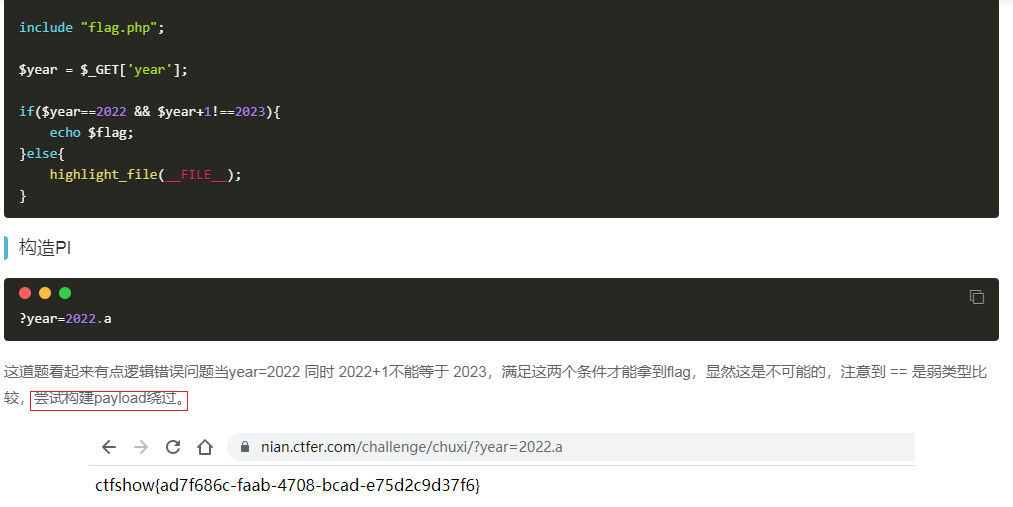 include "flag.php";
$year = $_GET['year'];
if($year==2022 && $year+1!==2023){
    echo $flag;
}else{
    highlight_file(__FILE__);
}
构造Pl
?year=2022.a
这道题看起来有点逻辑错误问题当year=2022 同时 2022+1不能等于 2023，满足这两个条件才能拿到flag，显然这是不可能的，注意到 == 是弱类型比
较，尝试构建payload绕过。
nian.ctfer.com/challenge/chuxi/?year=2022.a
ctfshow{ad7f686c-faab-4708-bcad-e75d2c9d37f6}